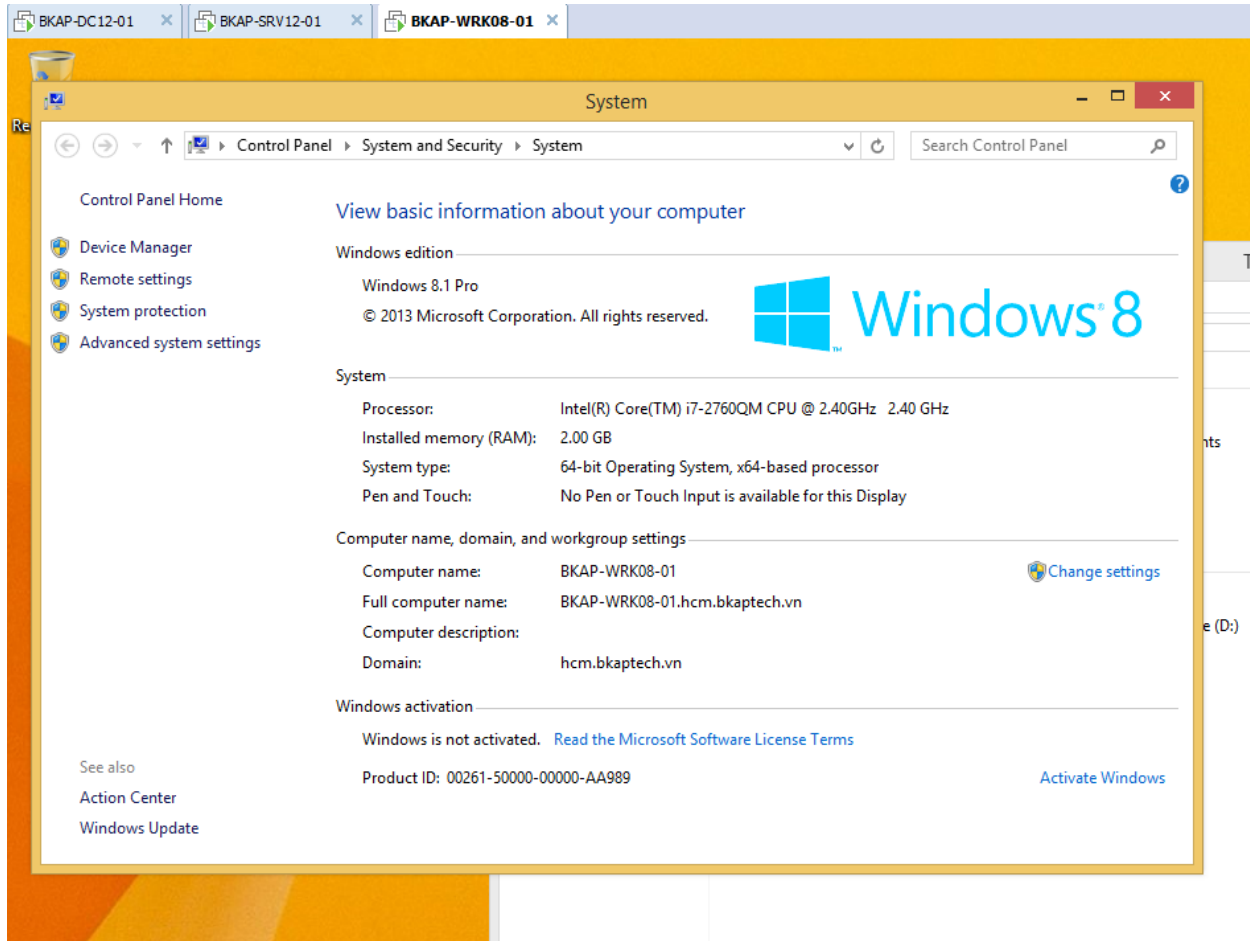 BKAP-DC12-01 BKAP-SRV12-01 BKAP-WRK08-01
System
Re
Control Panel System and Security System Search Control Panel
Control Panel Home
Device Manager
Remote settings
System protection
Advanced system settings
View basic information about your computer
Windows edition
Windows 8.1 Pro
© 2013 Microsoft Corporation. All rights reserved.
Windows® 8
TM
System
Processor: Intel(R) Core(TM) i7-2760QM CPU @ 2.40GHz 2.40 GHz
Installed memory (RAM): 2.00 GB
System type: 64-bit Operating System, x64-based processor
Pen and Touch: No Pen or Touch Input is available for this Display
Computer name, domain, and workgroup settings
Computer name: BKAP-WRK08-01 Change settings
Full computer name: BKAP-WRK08-01.hcm.bkaptech.vn
Computer description:
Domain: hcm.bkaptech.vn
Windows activation
Windows is not activated. Read the Microsoft Software License Terms
Product ID: 00261-50000-00000-AA989 Activate Windows
See also
Action Center
Windows Update
T
nts
e (D:)